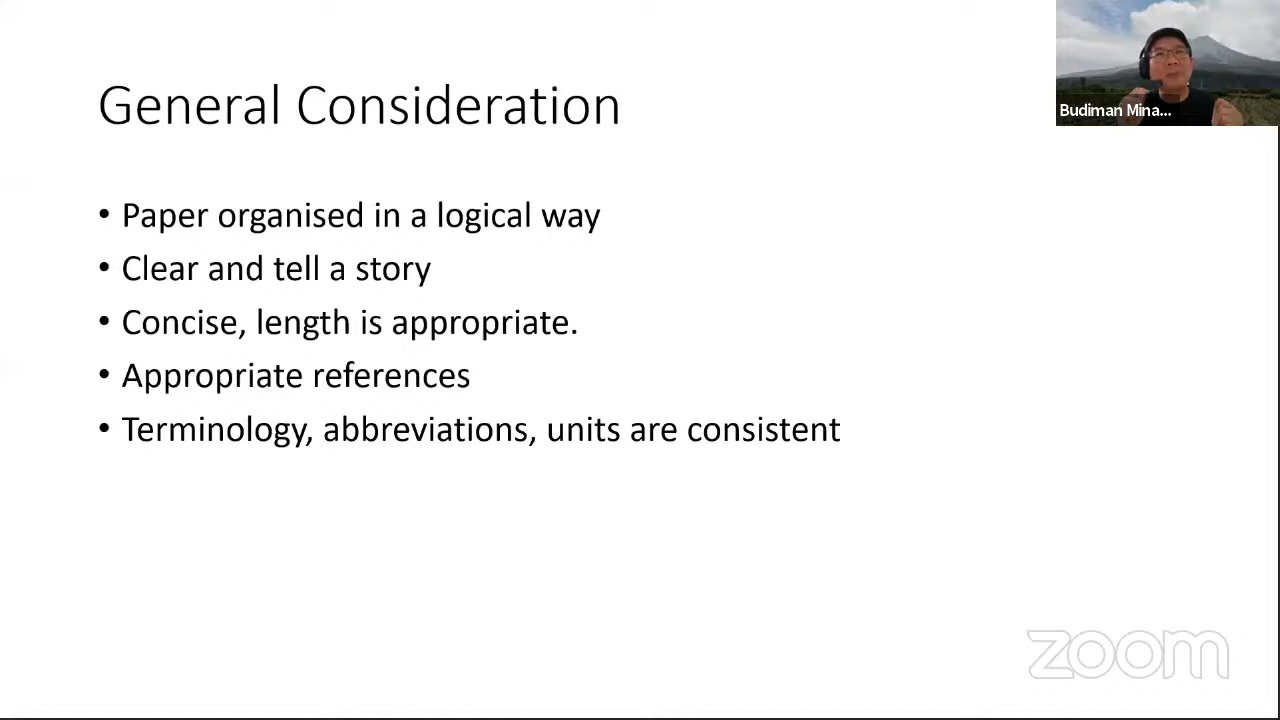 General Consideration
Budiman Mina...
• Paper organised in a logical way
• Clear and tell a story
• Concise, length is appropriate.
• Appropriate references
• Terminology, abbreviations, units are consistent
zoom